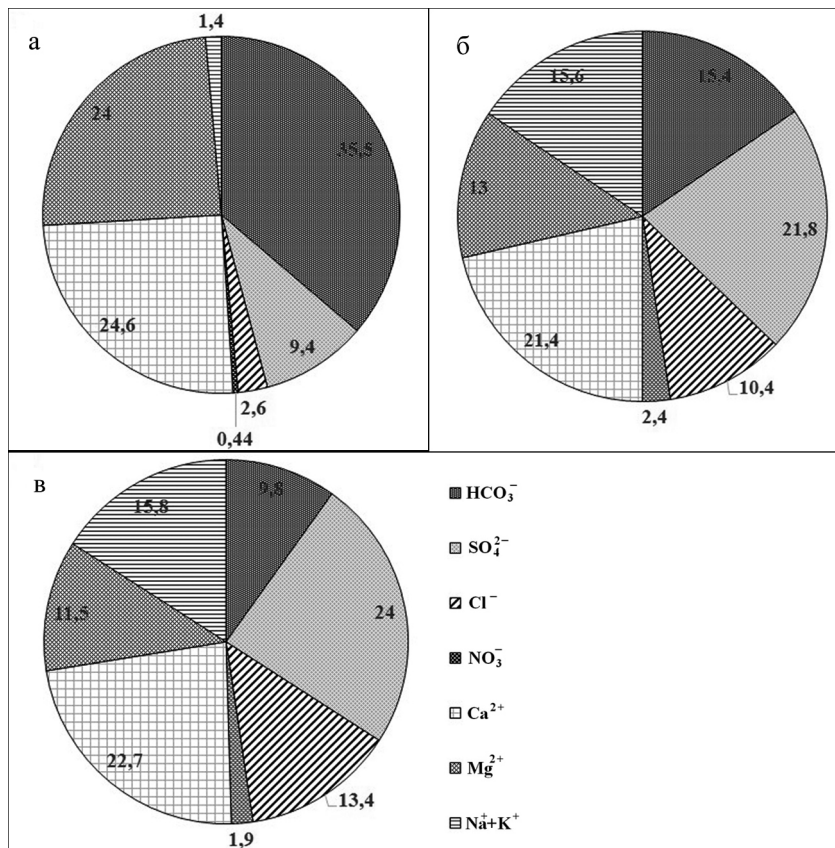 а
1,4
24
35,5
24,6
9,4
2,6
0,44
б
15,6
15,4
13
21,8
21,4
10,4
2,4
в
15,8
9,8
11,5
24
22,7
13,4
1,9
HCO₃⁻
SO₄²⁻
Cl⁻
NO₃⁻
Ca²⁺
Mg²⁺
Na⁺+K⁺